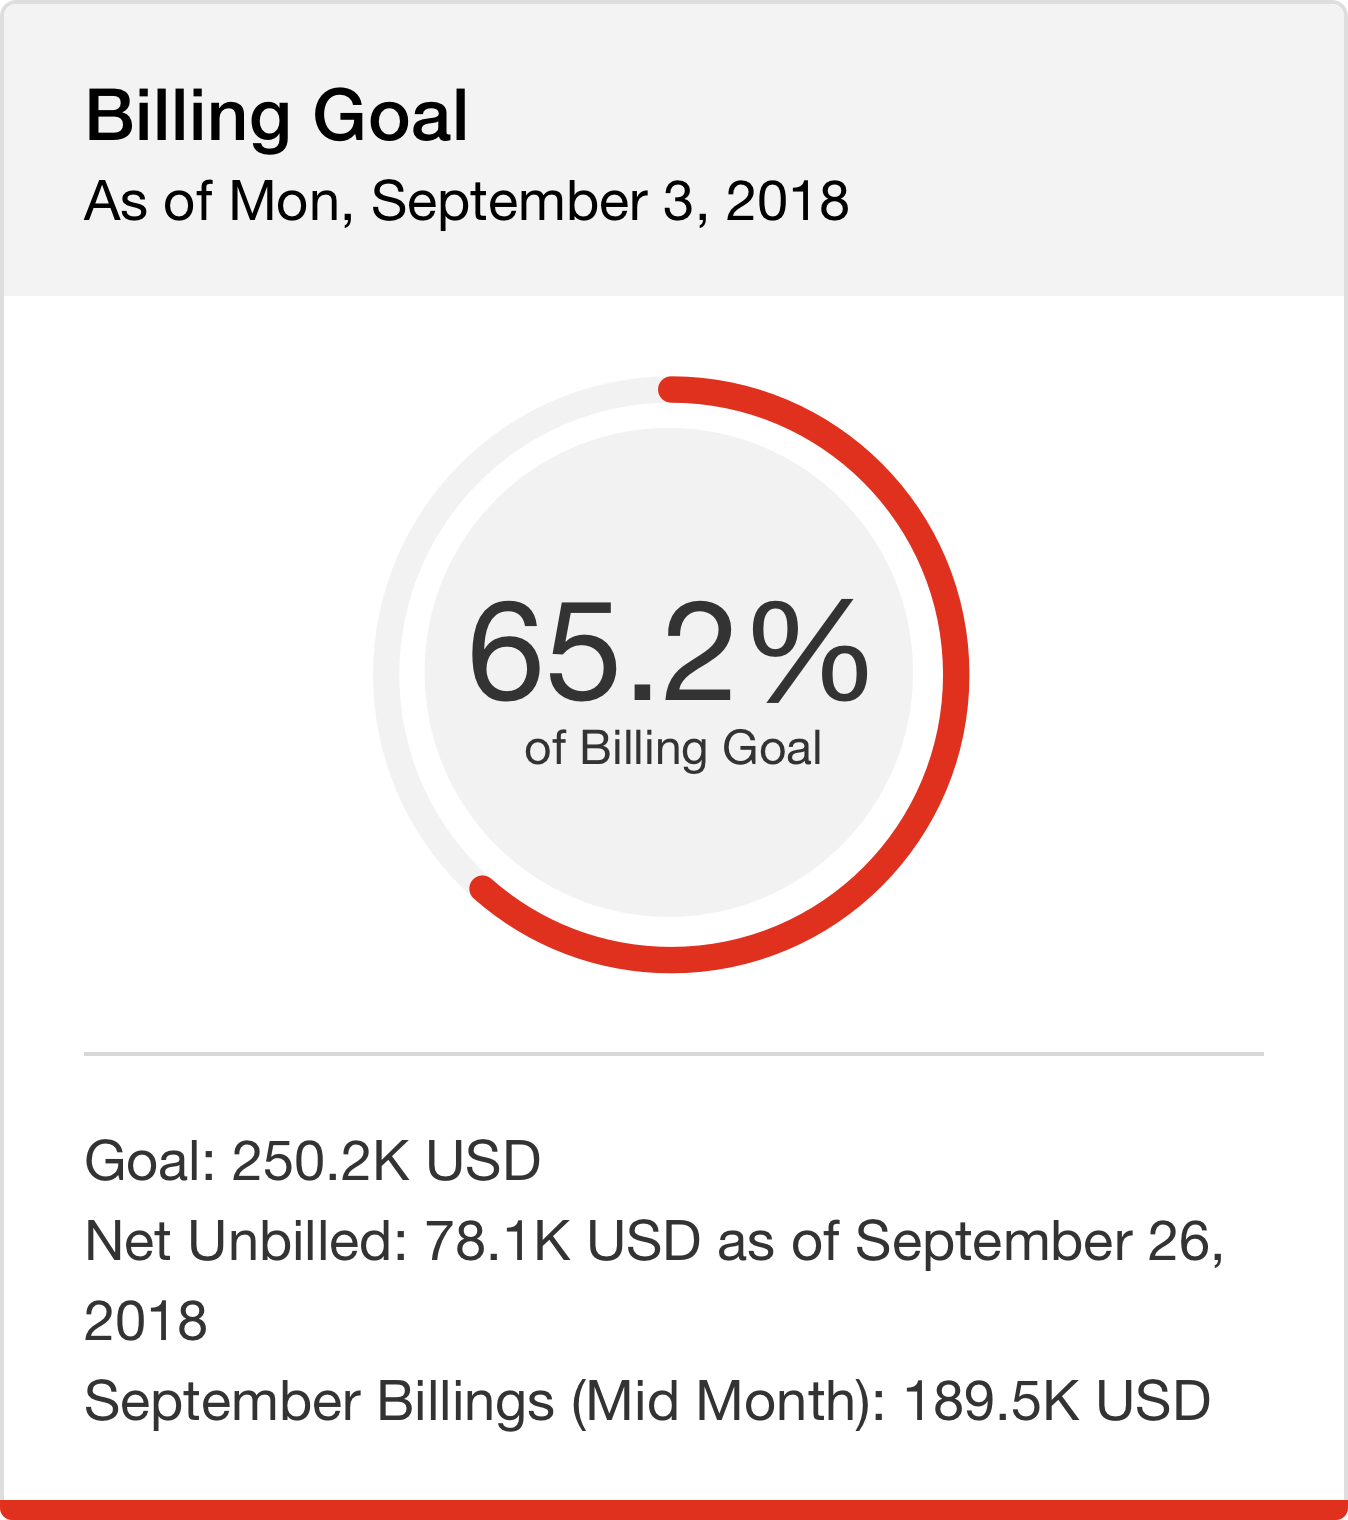 Billing Goal
As of Mon, September 3, 2018
65.2%
of Billing Goal
Goal: 250.2K USD
Net Unbilled: 78.1K USD as of September 26,
2018
September Billings (Mid Month): 189.5K USD